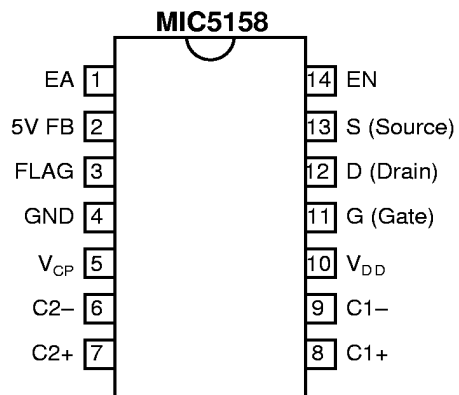 MIC5158
EA 1 14 EN
5V FB 2 13 S (Source)
FLAG 3 12 D (Drain)
GND 4 11 G (Gate)
VCP 5 10 VDD
C2– 6 9 C1–
C2+ 7 8 C1+